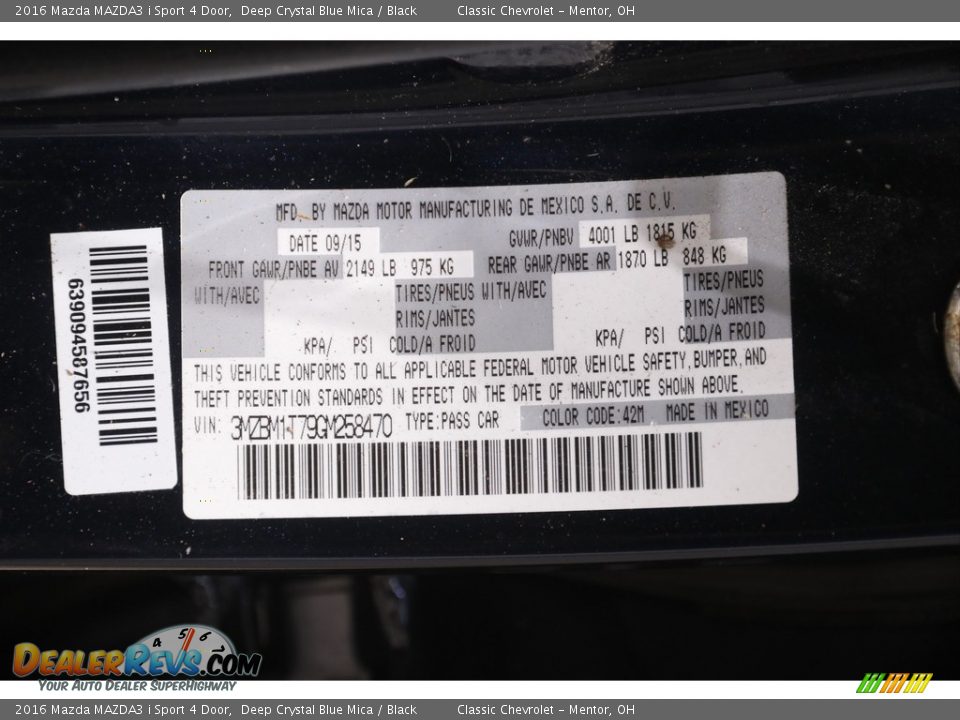 2016 Mazda MAZDA3 i Sport 4 Door, Deep Crystal Blue Mica / Black Classic Chevrolet - Mentor, OH
MFD. BY MAZDA MOTOR MANUFACTURING DE MEXICO S.A. DE C.V.
DATE 09/15 GVWR/PNBV 4001 LB 1815 KG
FRONT GAWR/PNBE AV 2149 LB 975 KG REAR GAWR/PNBE AR 1870 LB 848 KG
WITH/AVEC TIRES/PNEUS WITH/AVEC TIRES/PNEUS
RIMS/JANTES RIMS/JANTES
KPA/ PSI COLD/A FROID KPA/ PSI COLD/A FROID
THIS VEHICLE CONFORMS TO ALL APPLICABLE FEDERAL MOTOR VEHICLE SAFETY,BUMPER,AND
THEFT PREVENTION STANDARDS IN EFFECT ON THE DATE OF MANUFACTURE SHOWN ABOVE.
VIN: 3MZBM1T79GM258470 TYPE:PASS CAR COLOR CODE:42M MADE IN MEXICO
639094587656
DEALERREVS.COM
YOUR AUTO DEALER SUPERHIGHWAY
4 5 6
2016 Mazda MAZDA3 i Sport 4 Door, Deep Crystal Blue Mica / Black Classic Chevrolet - Mentor, OH